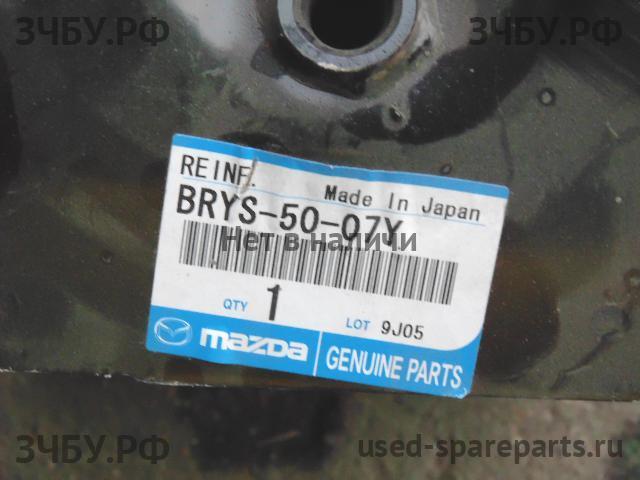 ЗЧБУ.РФ
ЗЧБУ.РФ
REINF.
Made In Japan
BRYS-50-07Y
Нет в наличии
QTY 1
LOT 9J05
mazda
GENUINE PARTS
ЗЧБУ.РФ
used-spareparts.ru